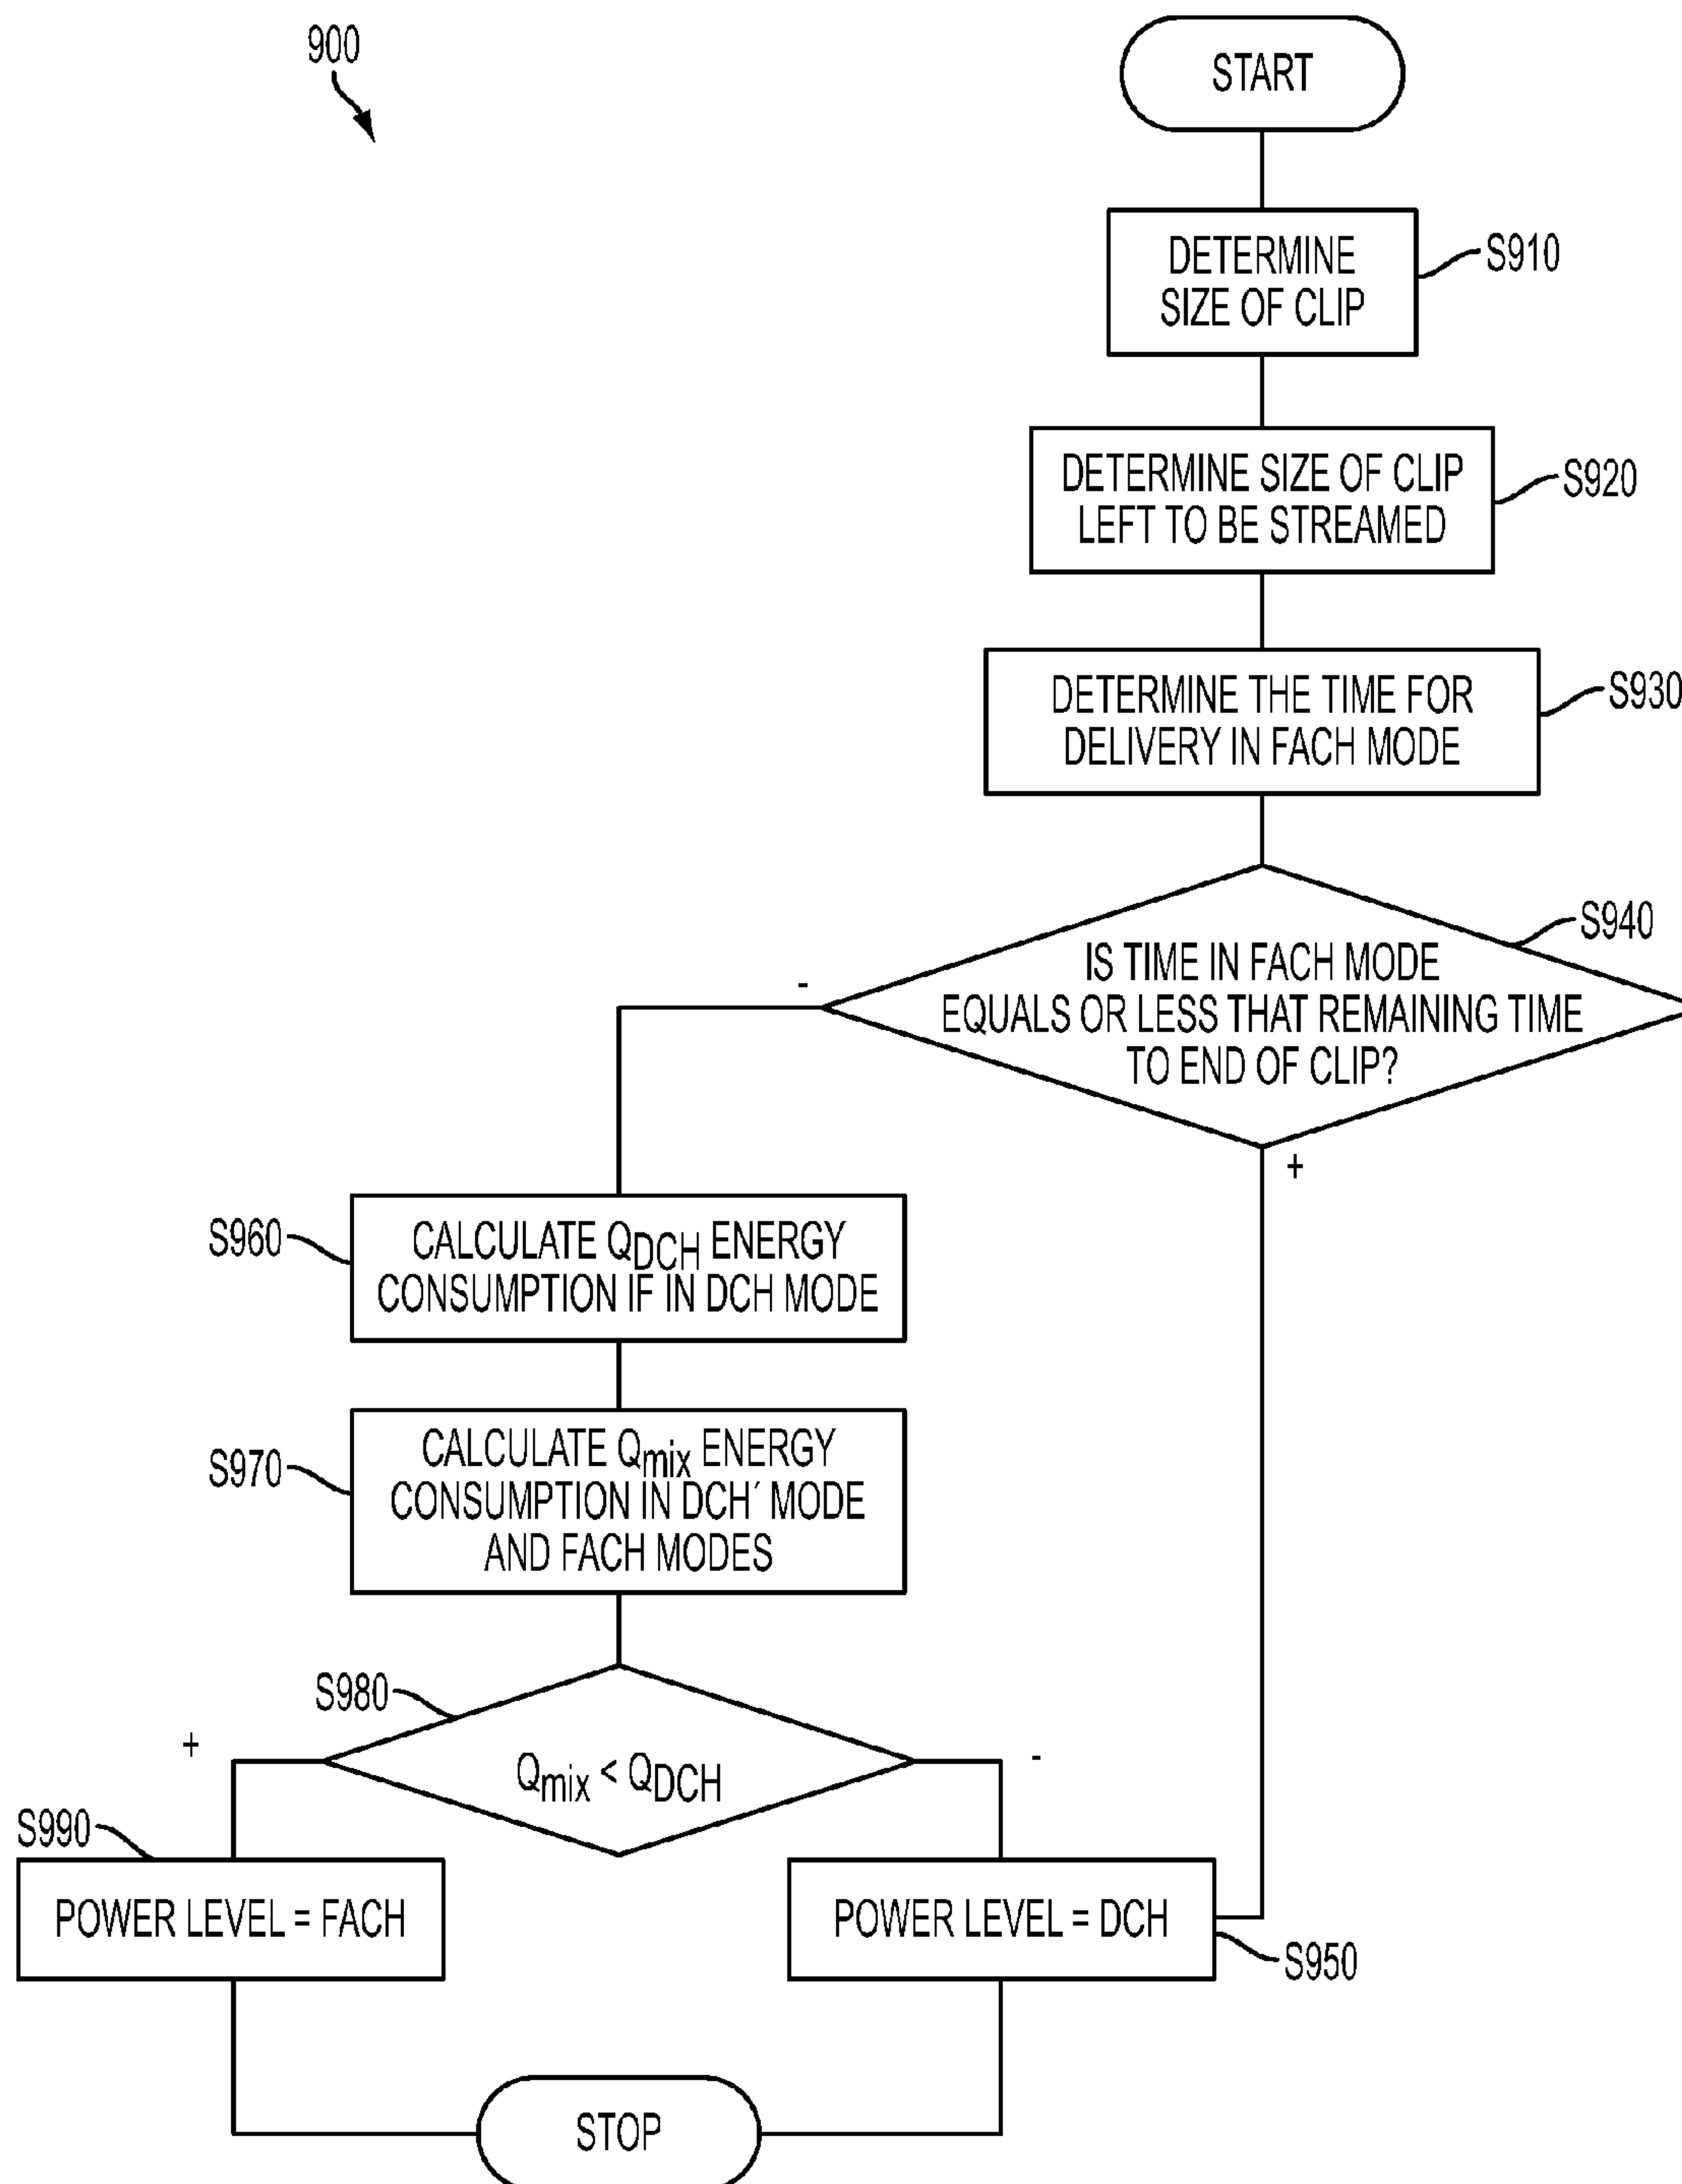 900
START
DETERMINE
SIZE OF CLIP
S910
DETERMINE SIZE OF CLIP
LEFT TO BE STREAMED
S920
DETERMINE THE TIME FOR
DELIVERY IN FACH MODE
S930
IS TIME IN FACH MODE
EQUALS OR LESS THAT REMAINING TIME
TO END OF CLIP?
S940
-
+
S960
CALCULATE QDCH ENERGY
CONSUMPTION IF IN DCH MODE
S970
CALCULATE Qmix ENERGY
CONSUMPTION IN DCH´ MODE
AND FACH MODES
S980
Qmix < QDCH
+
-
S990
POWER LEVEL = FACH
POWER LEVEL = DCH
S950
STOP